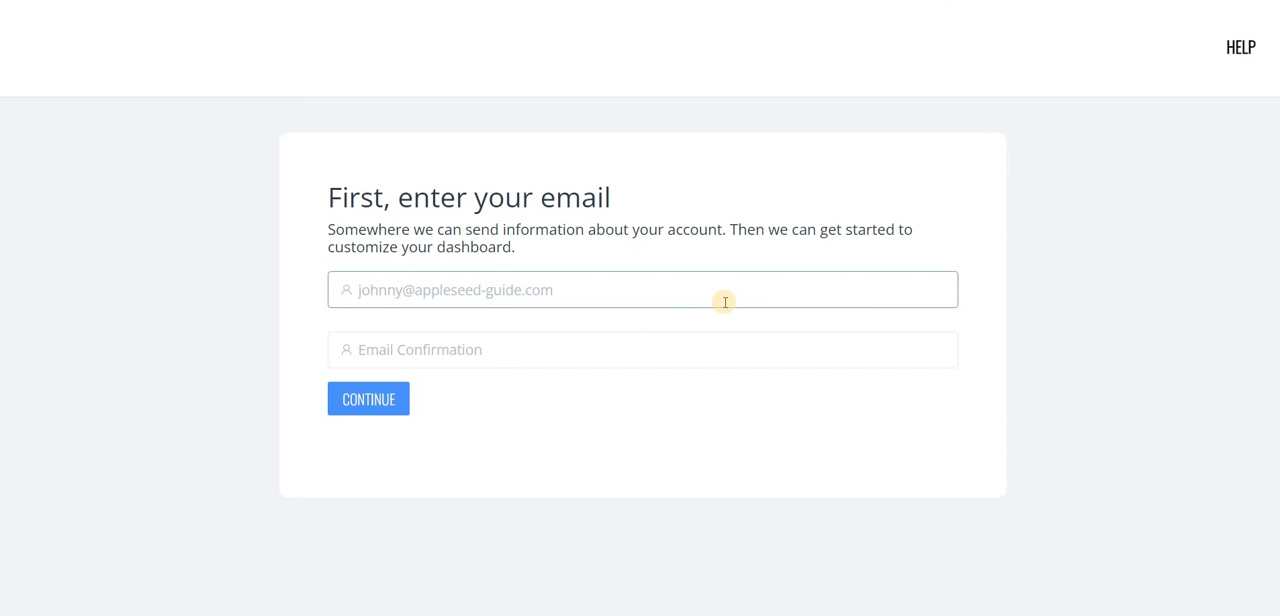 HELP
First, enter your email
Somewhere we can send information about your account. Then we can get started to
customize your dashboard.
johnny@appleseed-guide.com
Email Confirmation
CONTINUE